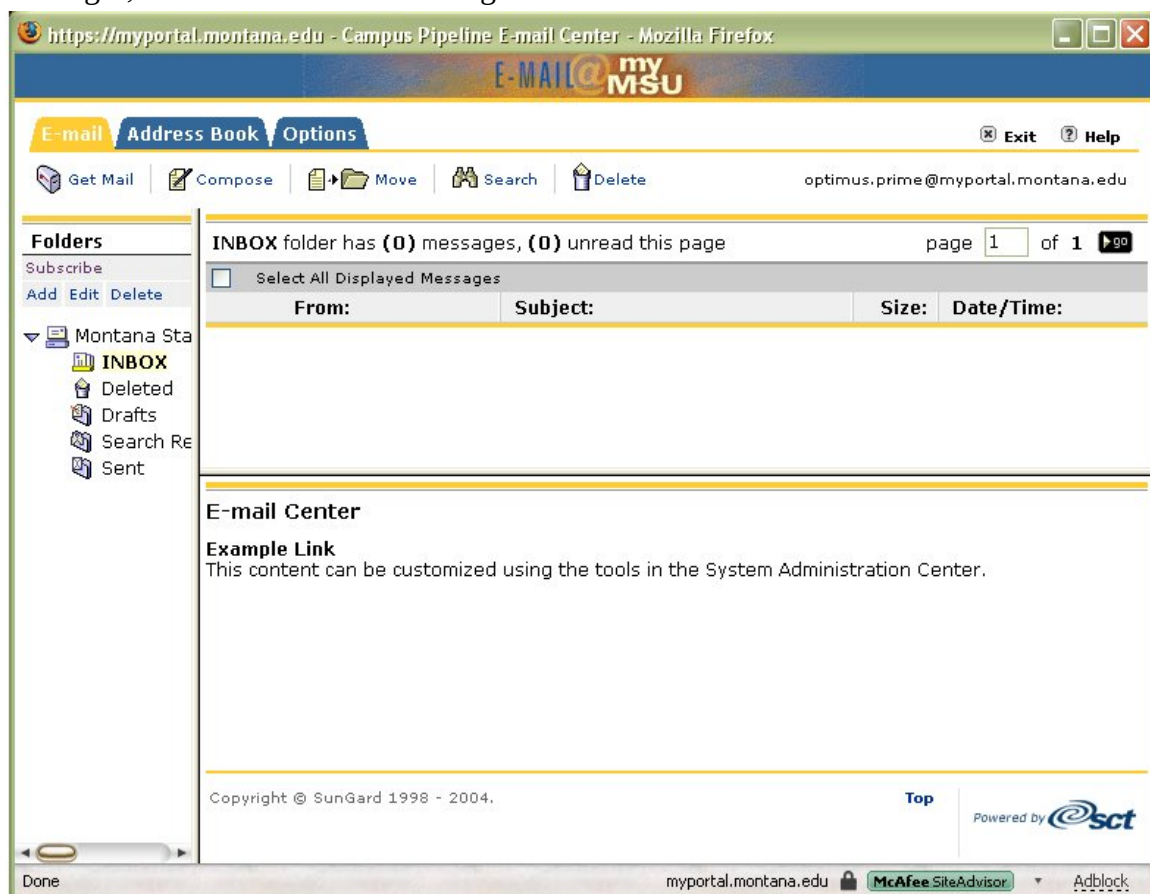 https://myportal.montana.edu - Campus Pipeline E-mail Center - Mozilla Firefox
E-MAIL@my MSU
E-mail Address Book Options Exit Help
Get Mail Compose Move Search Delete optimus.prime@myportal.montana.edu
Folders
Subscribe
Add Edit Delete
Montana Sta
INBOX
Deleted
Drafts
Search Re
Sent
INBOX folder has (0) messages, (0) unread this page page 1 of 1 go
Select All Displayed Messages
From: Subject: Size: Date/Time:
E-mail Center
Example Link
This content can be customized using the tools in the System Administration Center.
Copyright © SunGard 1998 - 2004. Top Powered by sct
Done myportal.montana.edu McAfee SiteAdvisor Adblock